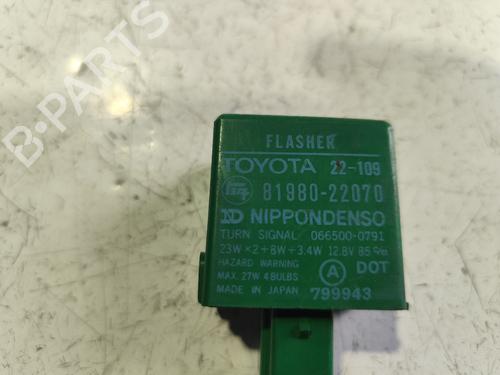 B-PARTS
FLASHER
TOYOTA 22-109
81980-22070
ND NIPPONDENSO
TURN SIGNAL 066500-0791
23W×2+8W+3.4W 12.8V 85 ℅
HAZARD WARNING
MAX. 27W 4BULBS
A DOT
MADE IN JAPAN 799943